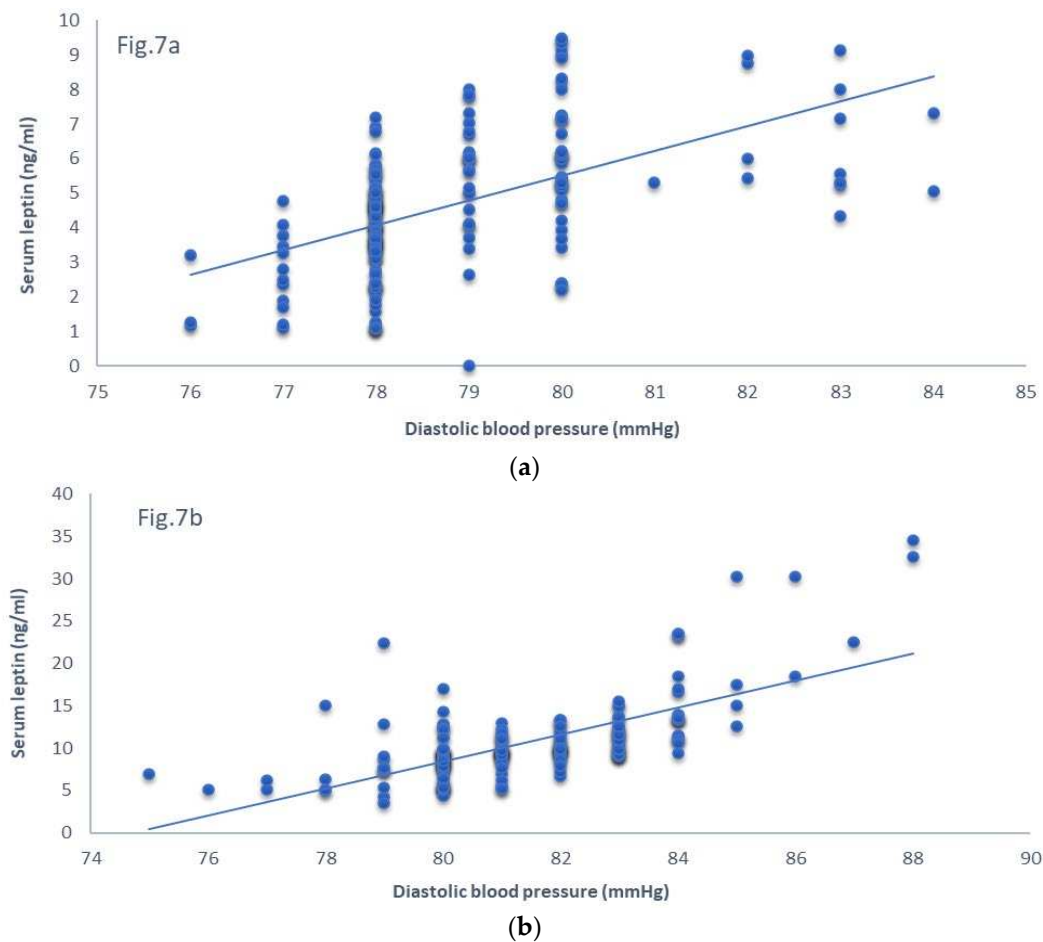 Fig.7a
10
9
8
7
6
5
4
3
2
1
0
Serum leptin (ng/ml)
75 76 77 78 79 80 81 82 83 84 85
Diastolic blood pressure (mmHg)
(a)
Fig.7b
40
35
30
25
20
15
10
5
0
Serum leptin (ng/ml)
74 76 78 80 82 84 86 88 90
Diastolic blood pressure (mmHg)
(b)